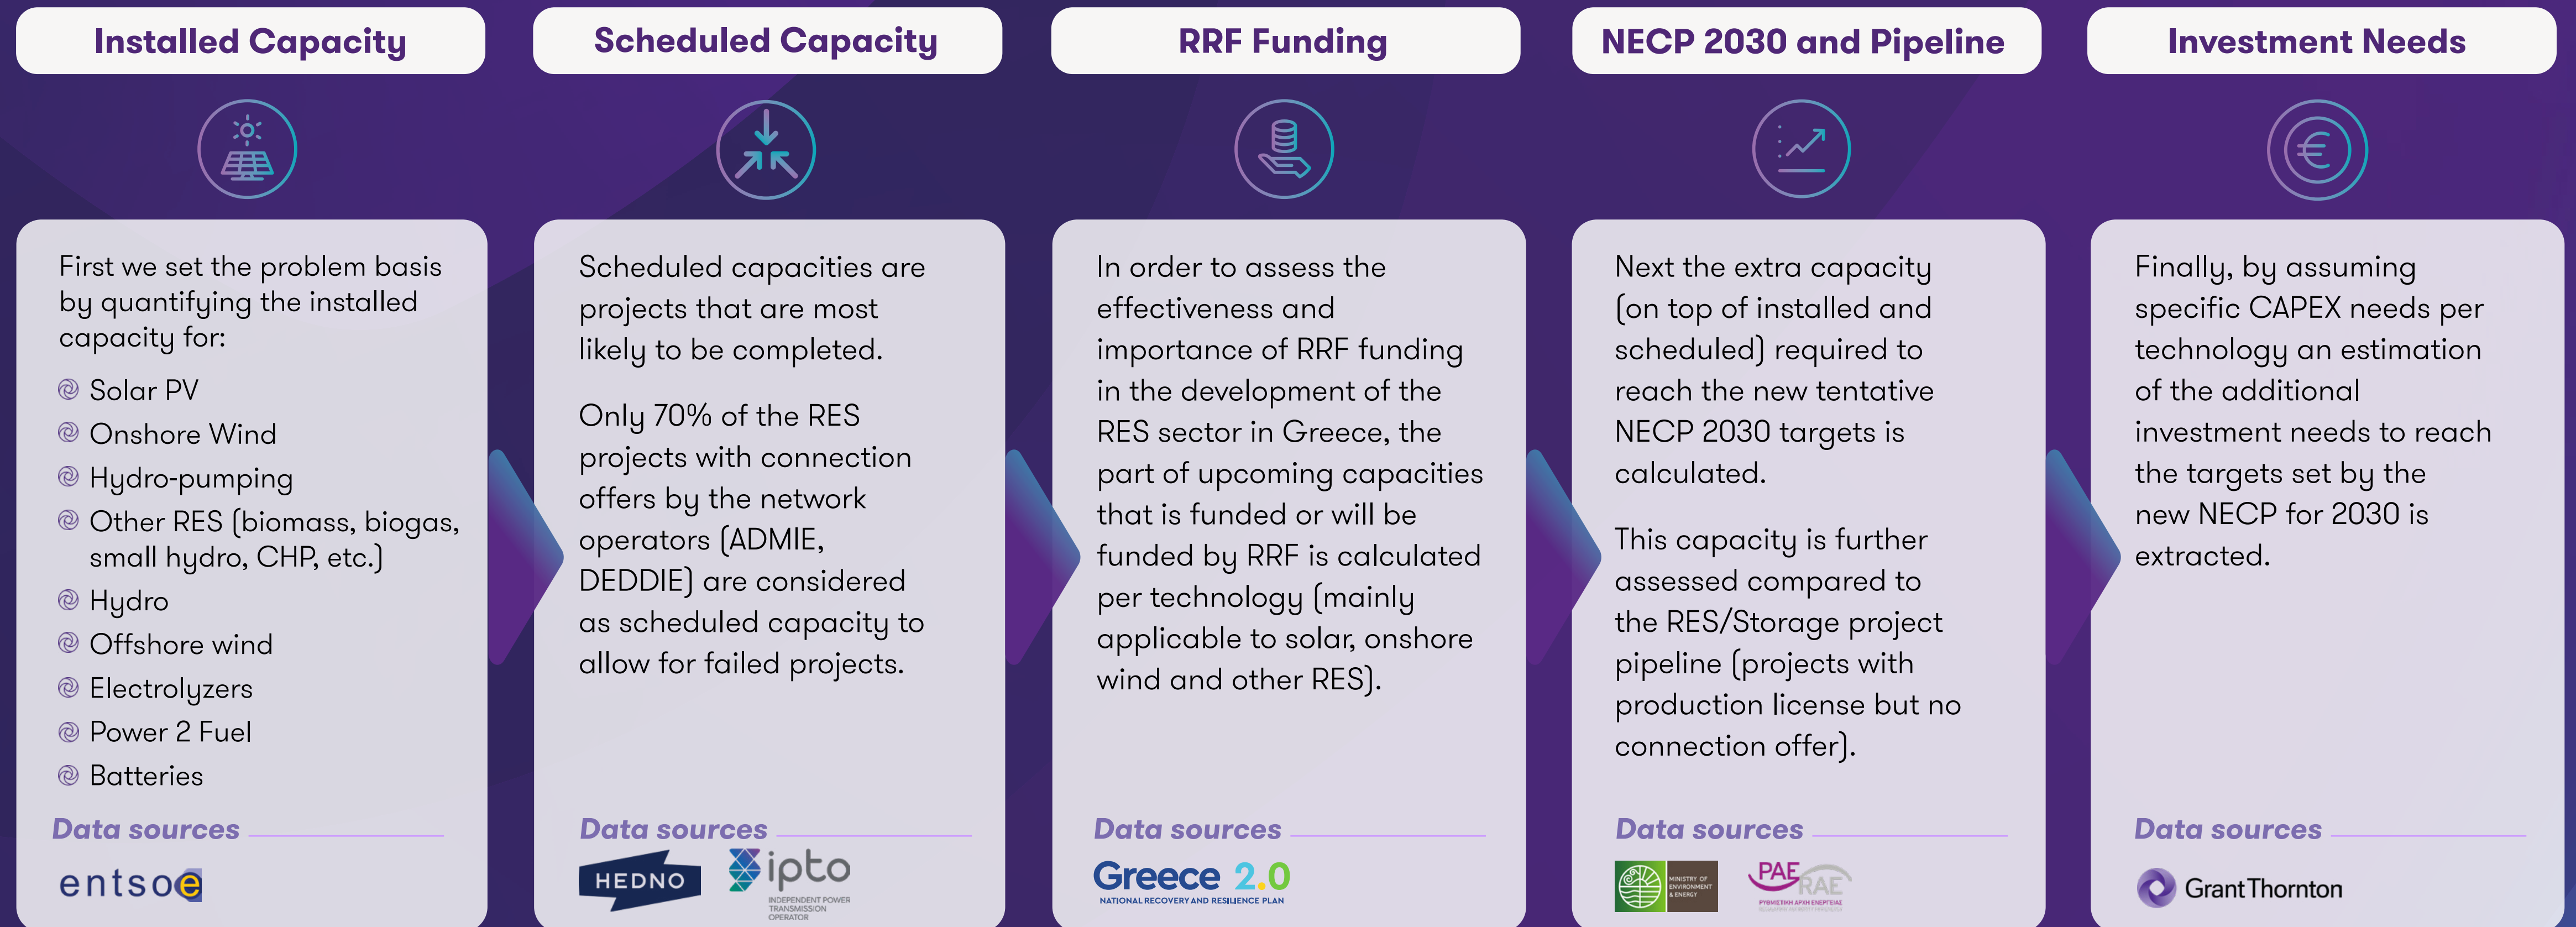 Installed Capacity
First we set the problem basis
by quantifying the installed
capacity for:
Solar PV
Onshore Wind
Hydro-pumping
Other RES (biomass, biogas,
small hydro, CHP, etc.)
Hydro
Offshore wind
Electrolyzers
Power 2 Fuel
Batteries
Data sources
entsoe
Scheduled Capacity
Scheduled capacities are
projects that are most
likely to be completed.
Only 70% of the RES
projects with connection
offers by the network
operators (ADMIE,
DEDDIE) are considered
as scheduled capacity to
allow for failed projects.
Data sources
HEDNO
ipto
INDEPENDENT POWER
TRANSMISSION
OPERATOR
RRF Funding
In order to assess the
effectiveness and
importance of RRF funding
in the development of the
RES sector in Greece, the
part of upcoming capacities
that is funded or will be
funded by RRF is calculated
per technology (mainly
applicable to solar, onshore
wind and other RES).
Data sources
Greece 2.0
NATIONAL RECOVERY AND RESILIENCE PLAN
NECP 2030 and Pipeline
Next the extra capacity
(on top of installed and
scheduled) required to
reach the new tentative
NECP 2030 targets is
calculated.
This capacity is further
assessed compared to
the RES/Storage project
pipeline (projects with
production license but no
connection offer).
Data sources
MINISTRY OF
ENVIRONMENT
& ENERGY
ΡΑΕ
RAE
ΡΥΘΜΙΣΤΙΚΗ ΑΡΧΗ ΕΝΕΡΓΕΙΑΣ
Investment Needs
Finally, by assuming
specific CAPEX needs per
technology an estimation
of the additional
investment needs to reach
the targets set by the
new NECP for 2030 is
extracted.
Data sources
Grant Thornton